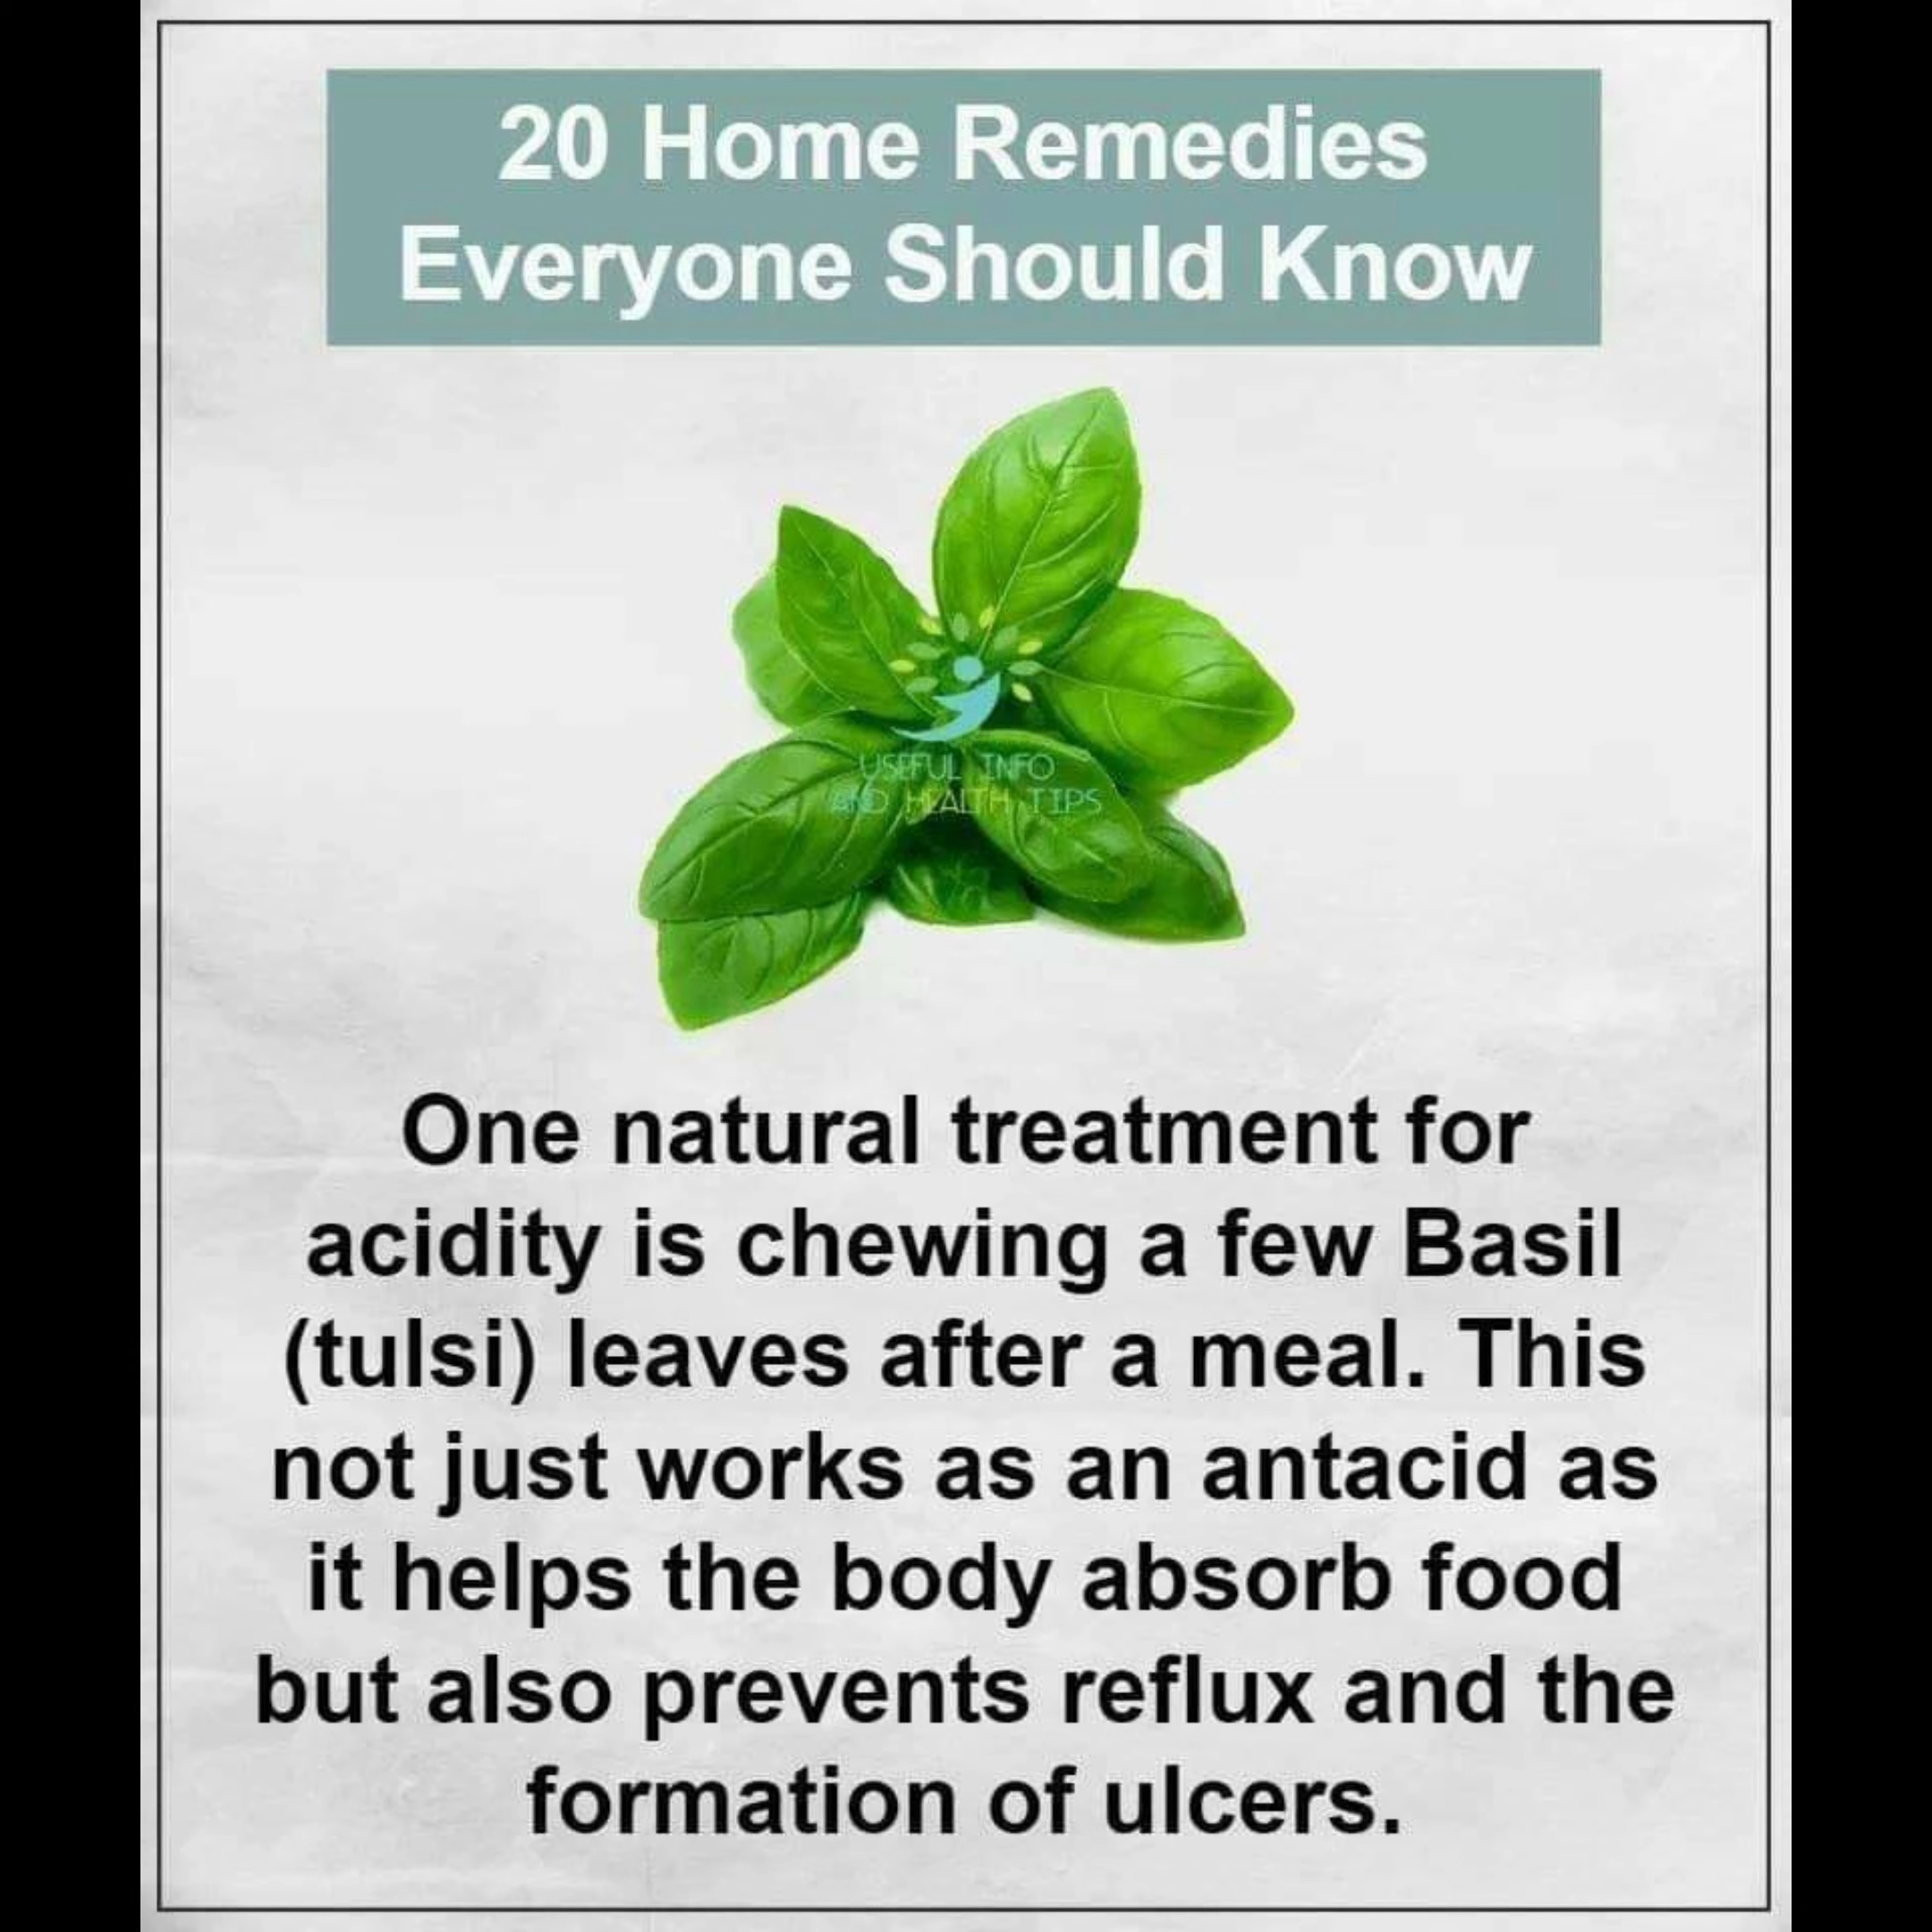 20 Home Remedies
Everyone Should Know
USEFUL INFO
AND HEALTH TIPS
One natural treatment for
acidity is chewing a few Basil
(tulsi) leaves after a meal. This
not just works as an antacid as
it helps the body absorb food
but also prevents reflux and the
formation of ulcers.